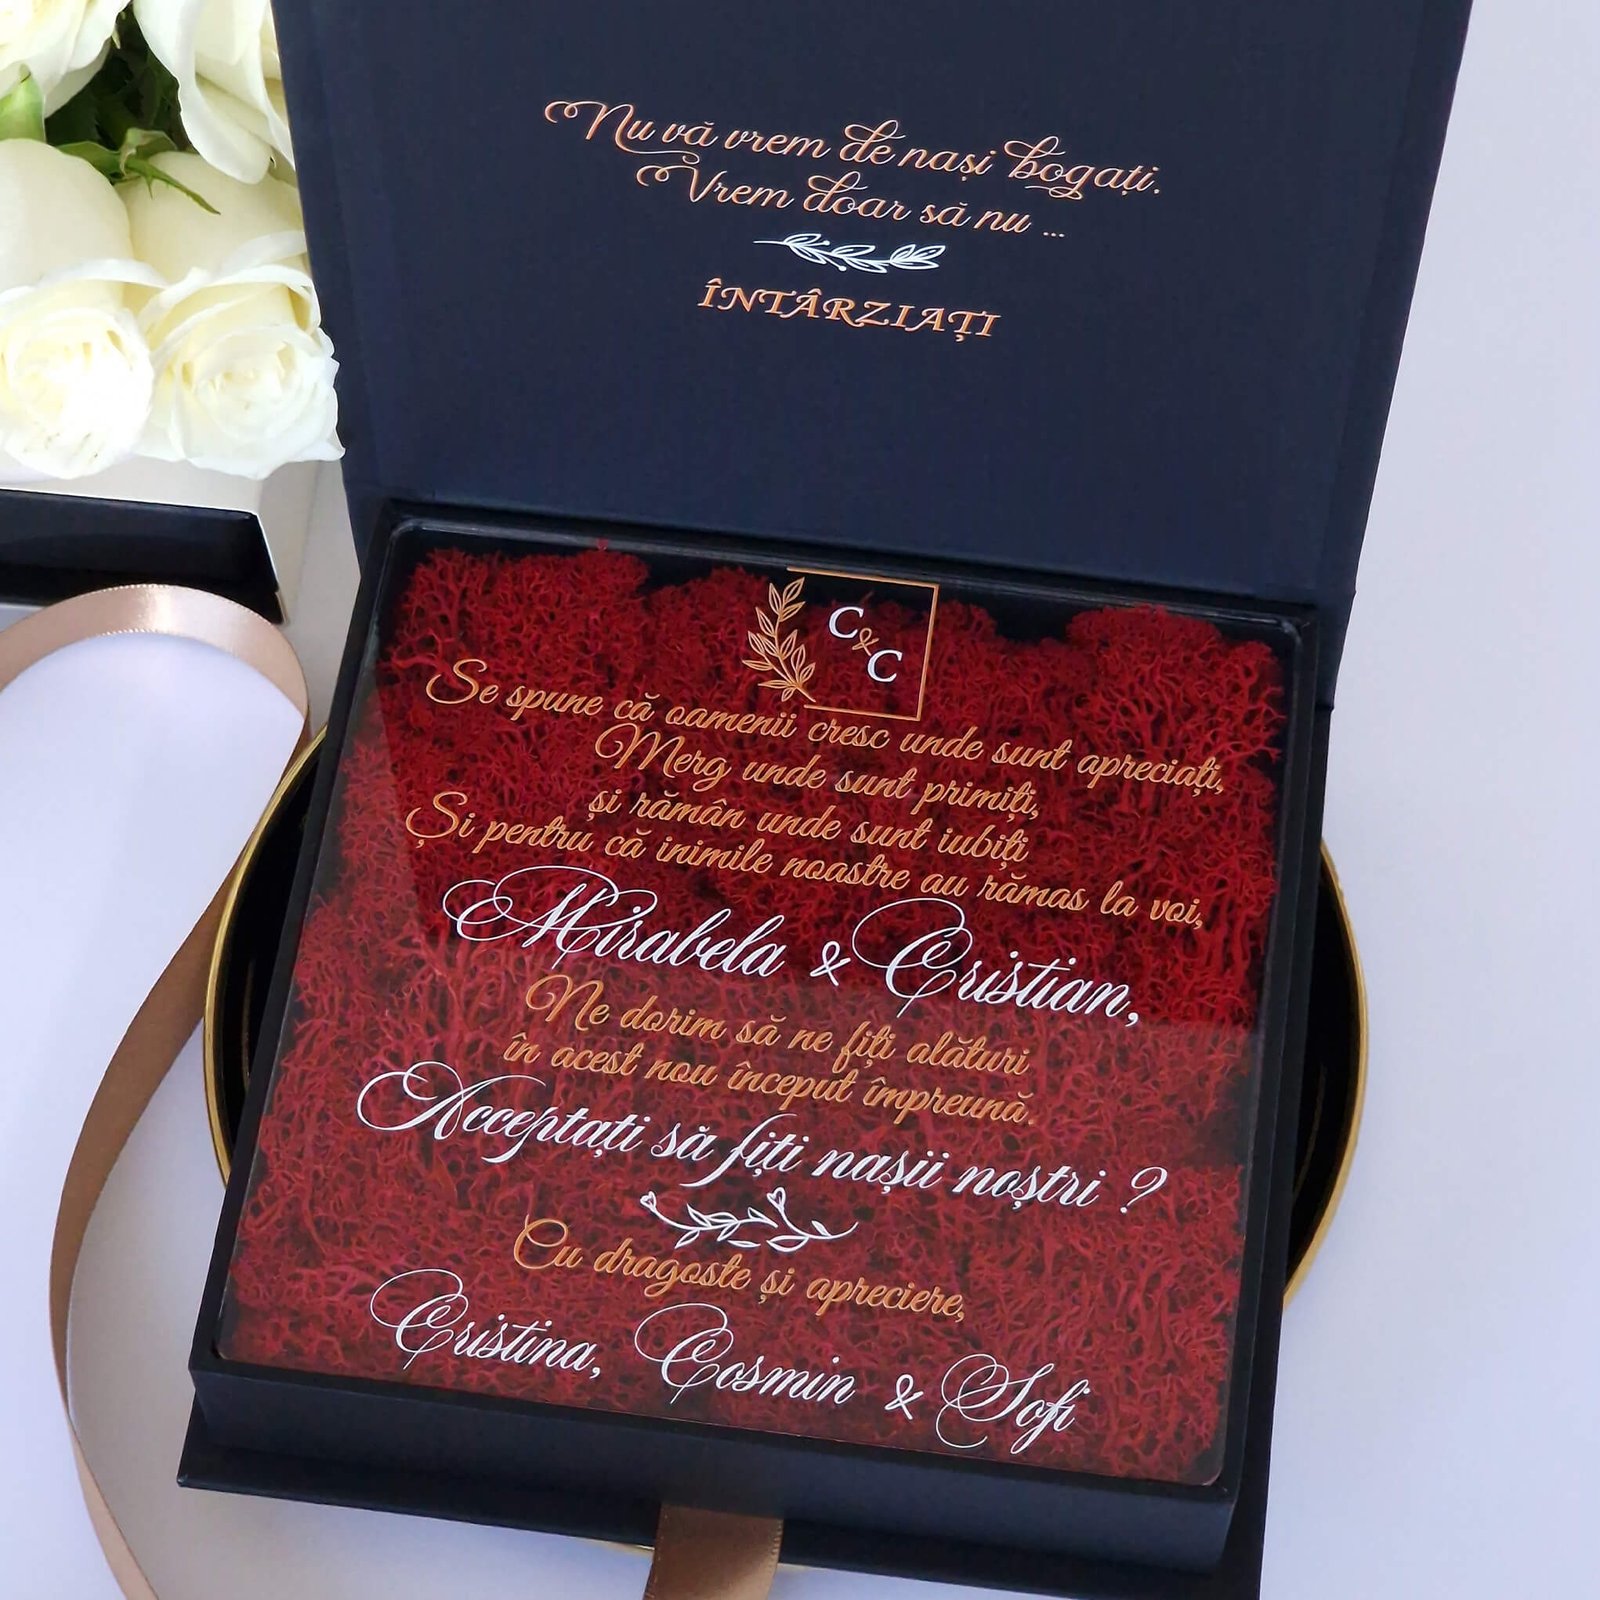 Nu vă vrem de nași bogați.
Vrem doar să nu ...
ÎNTÂRZIAȚI
C&C
Se spune că oamenii cresc unde sunt apreciați,
Merg unde sunt primiți,
și rămân unde sunt iubiți
Și pentru că inimile noastre au rămas la voi,
Mirabela & Cristian,
Ne dorim să ne fiți alături
în acest nou început împreună.
Acceptați să fiți nașii noștri ?
Cu dragoste și apreciere,
Cristina, Cosmin & Sofi